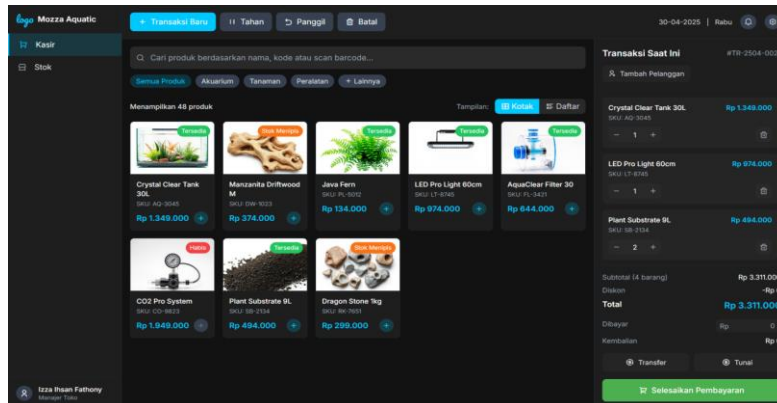 logo Mozza Aquatic
+ Transaksi Baru
Tahan
Panggil
Batal
30-04-2025 | Rabu
Kasir
Stok
Cari produk berdasarkan nama, kode atau scan barcode...
Semua Produk
Akuarium
Tanaman
Peralatan
+ Lainnya
Menampilkan 48 produk
Tampilan:
Kotak
Daftar
Tersedia
Crystal Clear Tank
30L
SKU: AQ-3045
Rp 1.349.000 +
Stok Menipis
Manzanita Driftwood
M
SKU: DW-1023
Rp 374.000 +
Tersedia
Java Fern
SKU: PL-5012
Rp 134.000 +
Tersedia
LED Pro Light 60cm
SKU: LT-8745
Rp 974.000 +
Tersedia
AquaClear Filter 30
SKU: FL-3421
Rp 644.000 +
Habis
CO2 Pro System
SKU: CO-9823
Rp 1.949.000 +
Tersedia
Plant Substrate 9L
SKU: SB-2134
Rp 494.000 +
Stok Menipis
Dragon Stone 1kg
SKU: RK-7651
Rp 299.000 +
Transaksi Saat Ini
#TR-2504-002
Tambah Pelanggan
Crystal Clear Tank 30L Rp 1.349.000
SKU: AQ-3045
- 1 +
LED Pro Light 60cm Rp 974.000
SKU: LT-8745
- 1 +
Plant Substrate 9L Rp 494.000
SKU: SB-2134
- 2 +
Subtotal (4 barang) Rp 3.311.00
Diskon -Rp
Total Rp 3.311.00
Dibayar Rp 0
Kembalian Rp
Transfer
Tunai
Selesaikan Pembayaran
Izza Ihsan Fathony
Manajer Toko